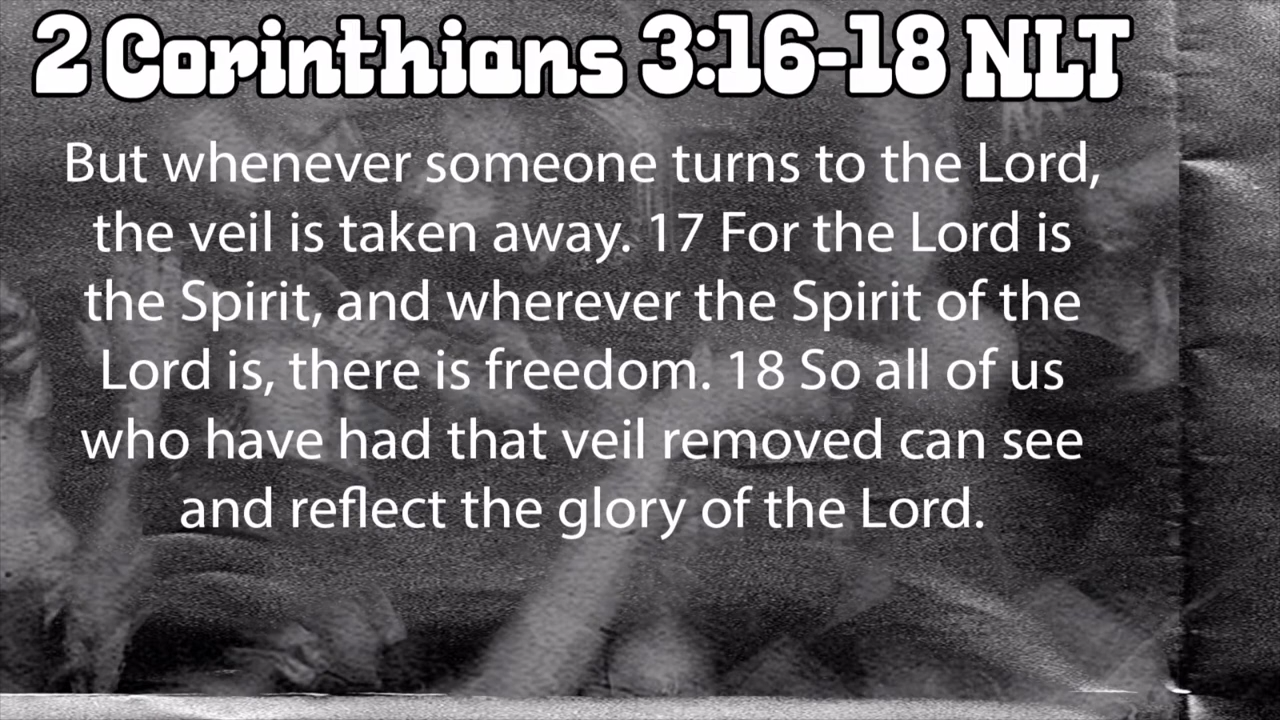 2 Corinthians 3:16-18 NLT
But whenever someone turns to the Lord,
the veil is taken away. 17 For the Lord is
the Spirit, and wherever the Spirit of the
Lord is, there is freedom. 18 So all of us
who have had that veil removed can see
and reflect the glory of the Lord.